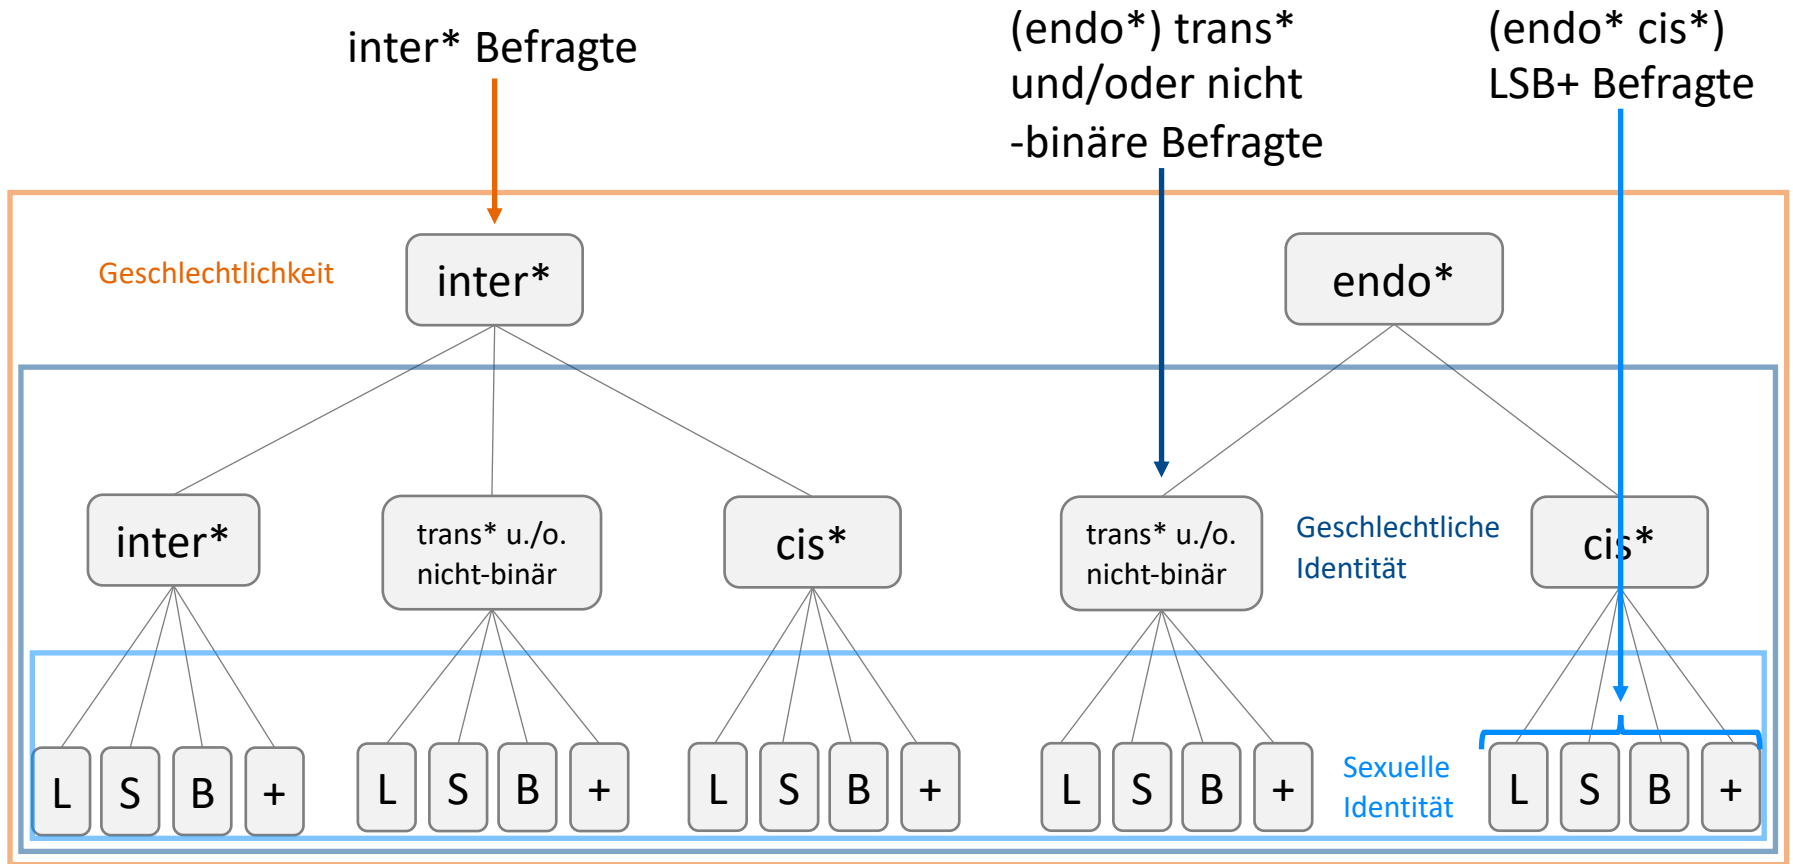 inter* Befragte
(endo*) trans*
und/oder nicht
-binäre Befragte
(endo* cis*)
LSB+ Befragte
Geschlechtlichkeit
inter*
endo*
inter*
trans* u./o.
nicht-binär
cis*
trans* u./o.
nicht-binär
Geschlechtliche
Identität
cis*
L S B +
L S B +
L S B +
L S B +
Sexuelle
Identität
L S B +